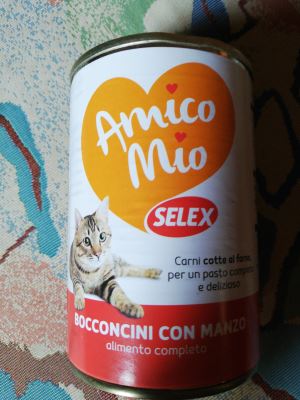 Amico
Mio
SELEX
Carni cotte al forno,
per un pasto completo
e delizioso
BOCCONCINI CON MANZO
alimento completo